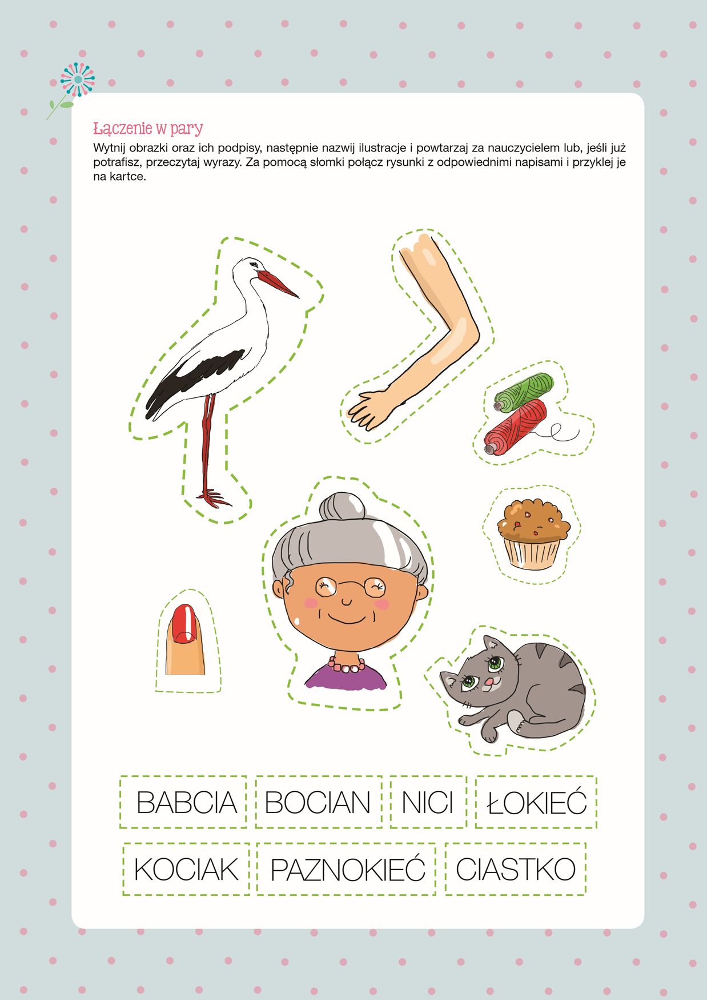 Łączenie w pary
Wytnij obrazki oraz ich podpisy, następnie nazwij ilustracje i powtarzaj za nauczycielem lub, jeśli już
potrafisz, przeczytaj wyrazy. Za pomocą słomki połącz rysunki z odpowiednimi napisami i przyklej je
na kartce.
BABCIA BOCIAN NICI ŁOKIEĆ
KOCIAK PAZNOKIEĆ CIASTKO